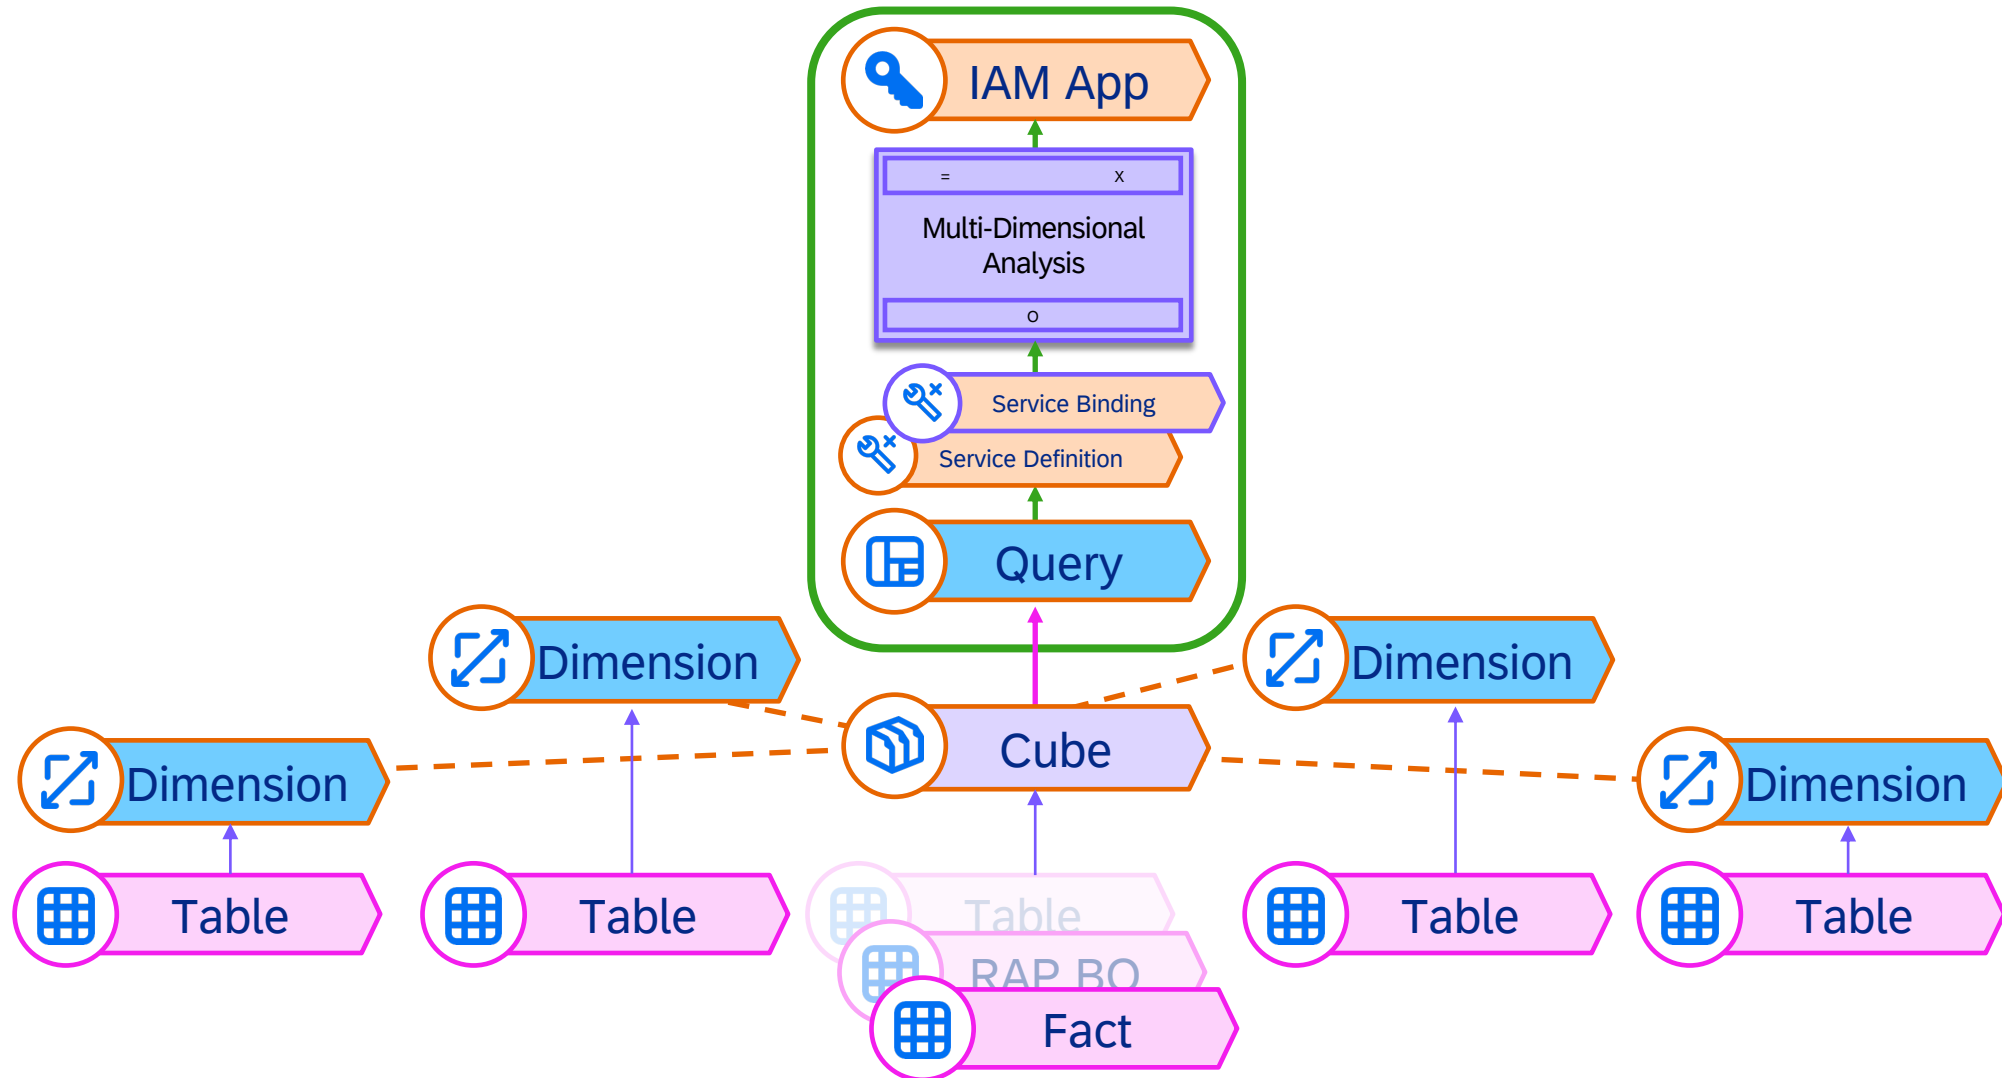 IAM App
= X
Multi-Dimensional
Analysis
O
Service Binding
Service Definition
Query
Dimension
Dimension
Cube
Dimension
Dimension
Table
Table
Table
Table
Table
RAP BO
Fact